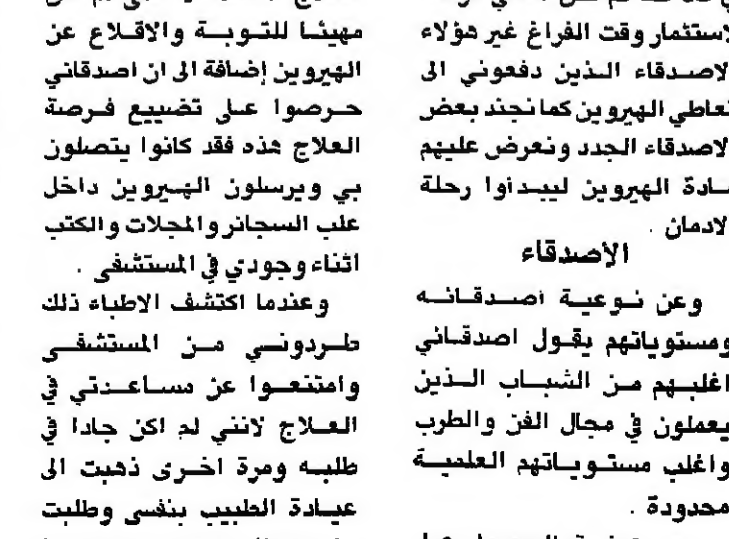 لاستثمار وقت الفراغ غير هؤلاء
الاصدقاء الذين دفعوني الى
تعاطي الهيروين كما نجند بعض
الاصدقاء الجدد ونعرض عليهم
مادة الهيروين ليبدأوا رحلة
الادمان .
الأصدقاء
وعن نوعية أصدقائه
ومستوياتهم يقول اصدقائي
اغلبهم من الشباب الذين
يعملون في مجال الفن والطرب
واغلب مستوياتهم العلمية
محدودة .
مهيئا للتوبة والاقلاع عن
الهيروين إضافة الى ان اصدقائي
حرصوا على تضييع فرصة
العلاج هذه فقد كانوا يتصلون
بي ويرسلون الهيروين داخل
علب السجائر والمجلات والكتب
اثناء وجودي في المستشفى .
وعندما اكتشف الاطباء ذلك
طردوني من المستشفى
وامتنعوا عن مساعدتي في
العلاج لانني لم اكن جادا في
طلبه ومرة اخرى ذهبت الى
عيادة الطبيب بنفسي وطلبت